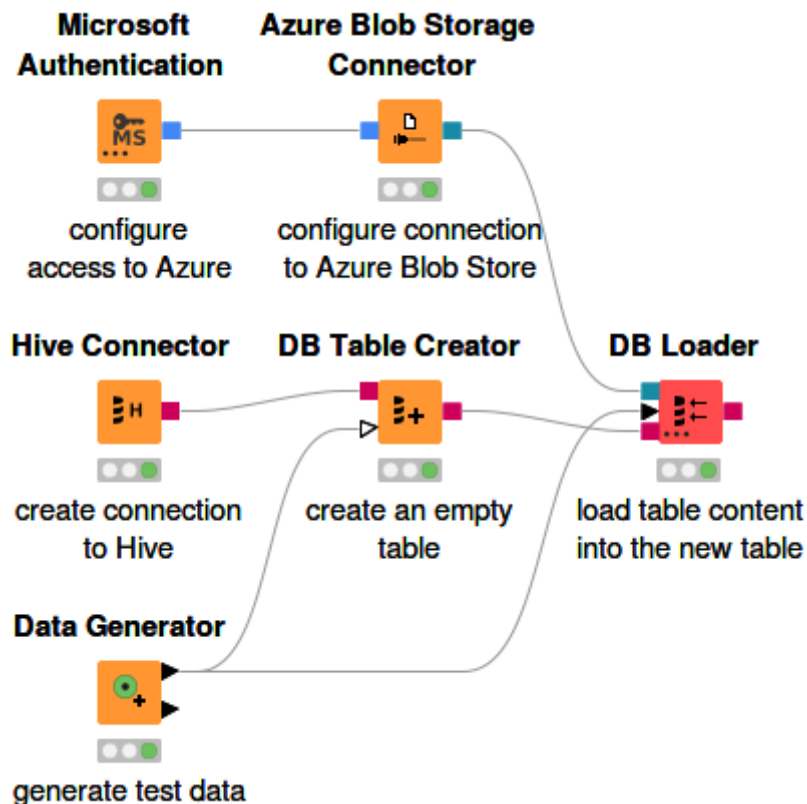 Microsoft
Authentication
Azure Blob Storage
Connector
MS
configure
access to Azure
configure connection
to Azure Blob Store
Hive Connector
DB Table Creator
DB Loader
H
create connection
to Hive
create an empty
table
load table content
into the new table
Data Generator
generate test data